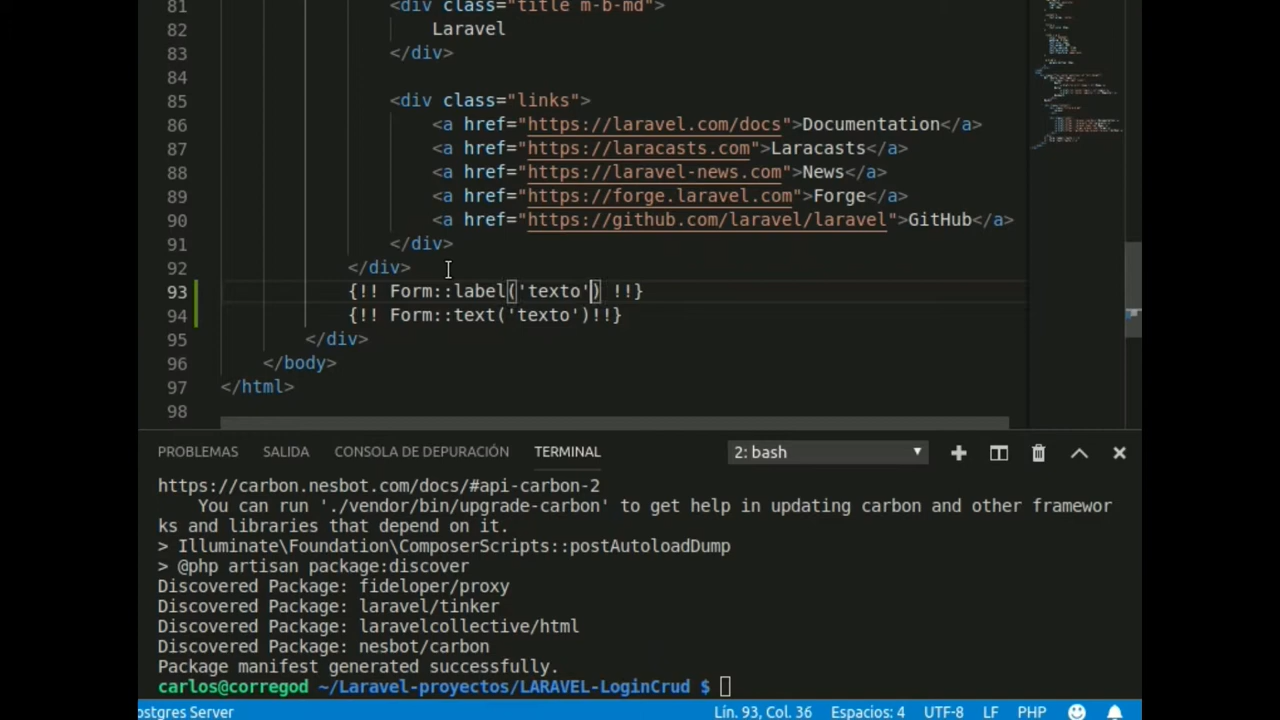 81 <div class="title m-b-md">
82 Laravel
83 </div>
84
85 <div class="links">
86 <a href="https://laravel.com/docs">Documentation</a>
87 <a href="https://laracasts.com">Laracasts</a>
88 <a href="https://laravel-news.com">News</a>
89 <a href="https://forge.laravel.com">Forge</a>
90 <a href="https://github.com/laravel/laravel">GitHub</a>
91 </div>
92 </div>
93 {!! Form::label('texto') !!}
94 {!! Form::text('texto')!!}
95 </div>
96 </body>
97 </html>
98
PROBLEMAS SALIDA CONSOLA DE DEPURACIÓN TERMINAL 2: bash
https://carbon.nesbot.com/docs/#api-carbon-2
You can run './vendor/bin/upgrade-carbon' to get help in updating carbon and other framewor
ks and libraries that depend on it.
> Illuminate\Foundation\ComposerScripts::postAutoloadDump
> @php artisan package:discover
Discovered Package: fideloper/proxy
Discovered Package: laravel/tinker
Discovered Package: laravelcollective/html
Discovered Package: nesbot/carbon
Package manifest generated successfully.
carlos@corregod ~/Laravel-proyectos/LARAVEL-LoginCrud $
ostgres Server Lín. 93, Col. 36 Espacios: 4 UTF-8 LF PHP